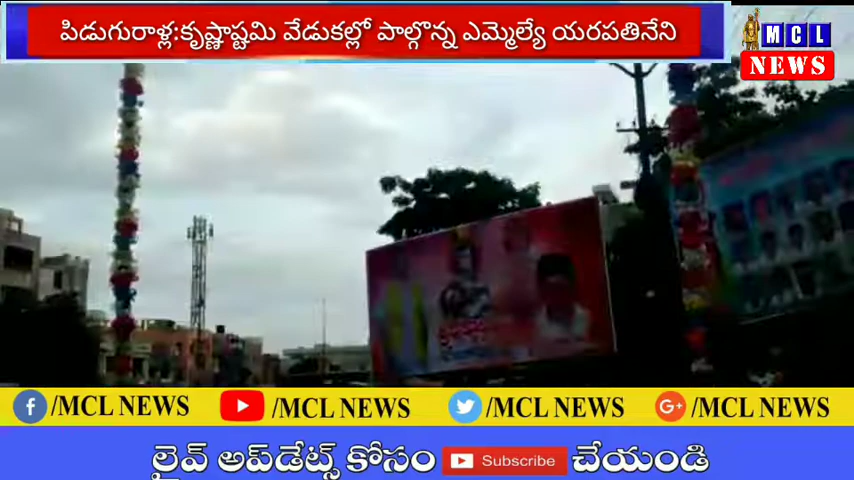 పిడుగురాళ్ల:కృష్ణాష్టమి వేడుకల్లో పాల్గొన్న ఎమ్మెల్యే యరపతినేని
MCL
NEWS
/MCL NEWS /MCL NEWS /MCL NEWS /MCL NEWS
లైవ్ అప్‌డేట్స్ కోసం Subscribe చేయండి